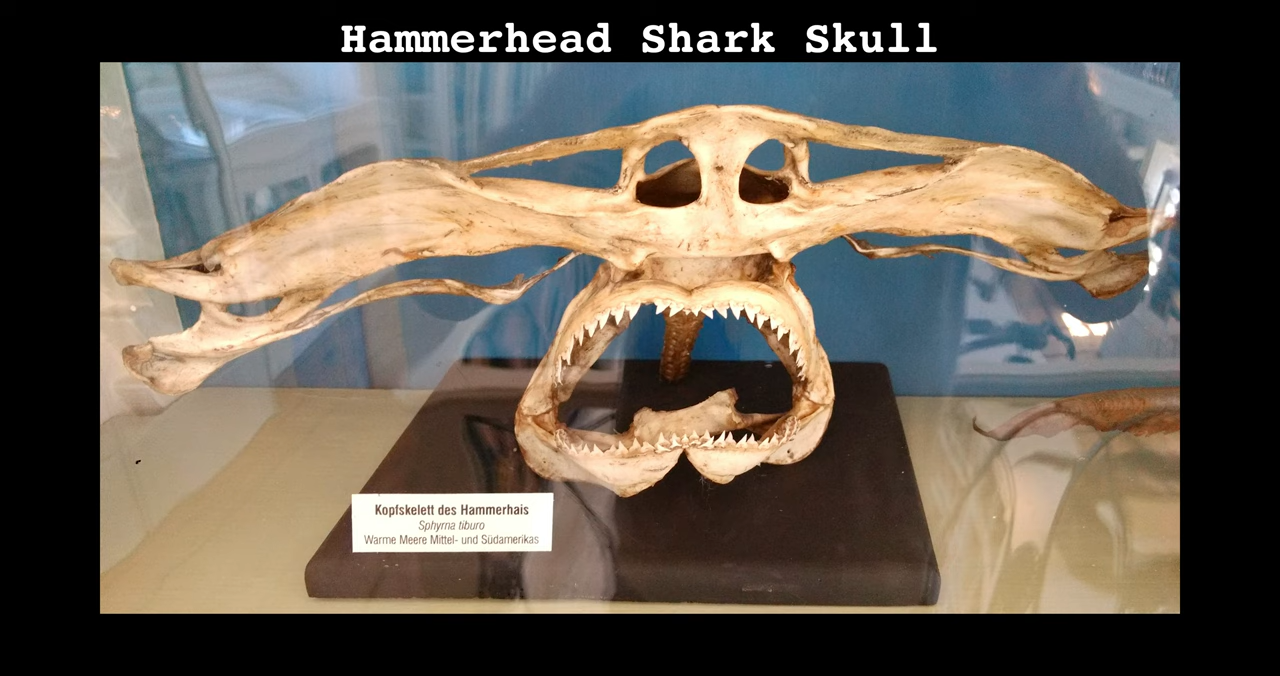 Hammerhead Shark Skull
Kopfskelett des Hammerhais
Sphyrna tiburo
Warme Meere Mittel- und Südamerikas